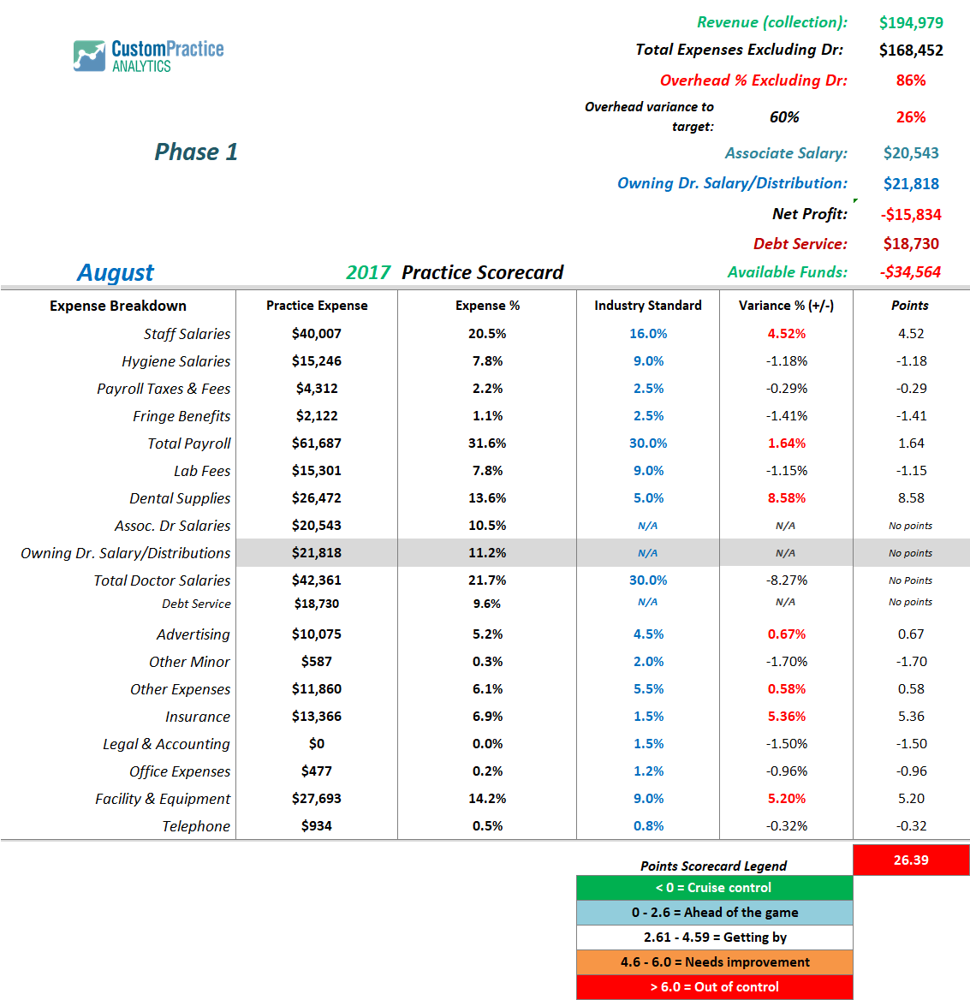 Revenue (collection): $194,979
CustomPractice
ANALYTICS
Total Expenses Excluding Dr: $168,452
Overhead % Excluding Dr: 86%
Overhead variance to
target: 60% 26%
Phase 1
Associate Salary: $20,543
Owning Dr. Salary/Distribution: $21,818
Net Profit: -$15,834
Debt Service: $18,730
August 2017 Practice Scorecard Available Funds: -$34,564
Expense Breakdown Practice Expense Expense % Industry Standard Variance % (+/-) Points
Staff Salaries $40,007 20.5% 16.0% 4.52% 4.52
Hygiene Salaries $15,246 7.8% 9.0% -1.18% -1.18
Payroll Taxes & Fees $4,312 2.2% 2.5% -0.29% -0.29
Fringe Benefits $2,122 1.1% 2.5% -1.41% -1.41
Total Payroll $61,687 31.6% 30.0% 1.64% 1.64
Lab Fees $15,301 7.8% 9.0% -1.15% -1.15
Dental Supplies $26,472 13.6% 5.0% 8.58% 8.58
Assoc. Dr Salaries $20,543 10.5% N/A N/A No points
Owning Dr. Salary/Distributions $21,818 11.2% N/A N/A No points
Total Doctor Salaries $42,361 21.7% 30.0% -8.27% No Points
Debt Service $18,730 9.6% N/A N/A No points
Advertising $10,075 5.2% 4.5% 0.67% 0.67
Other Minor $587 0.3% 2.0% -1.70% -1.70
Other Expenses $11,860 6.1% 5.5% 0.58% 0.58
Insurance $13,366 6.9% 1.5% 5.36% 5.36
Legal & Accounting $0 0.0% 1.5% -1.50% -1.50
Office Expenses $477 0.2% 1.2% -0.96% -0.96
Facility & Equipment $27,693 14.2% 9.0% 5.20% 5.20
Telephone $934 0.5% 0.8% -0.32% -0.32
Points Scorecard Legend 26.39
< 0 = Cruise control
0 - 2.6 = Ahead of the game
2.61 - 4.59 = Getting by
4.6 - 6.0 = Needs improvement
> 6.0 = Out of control